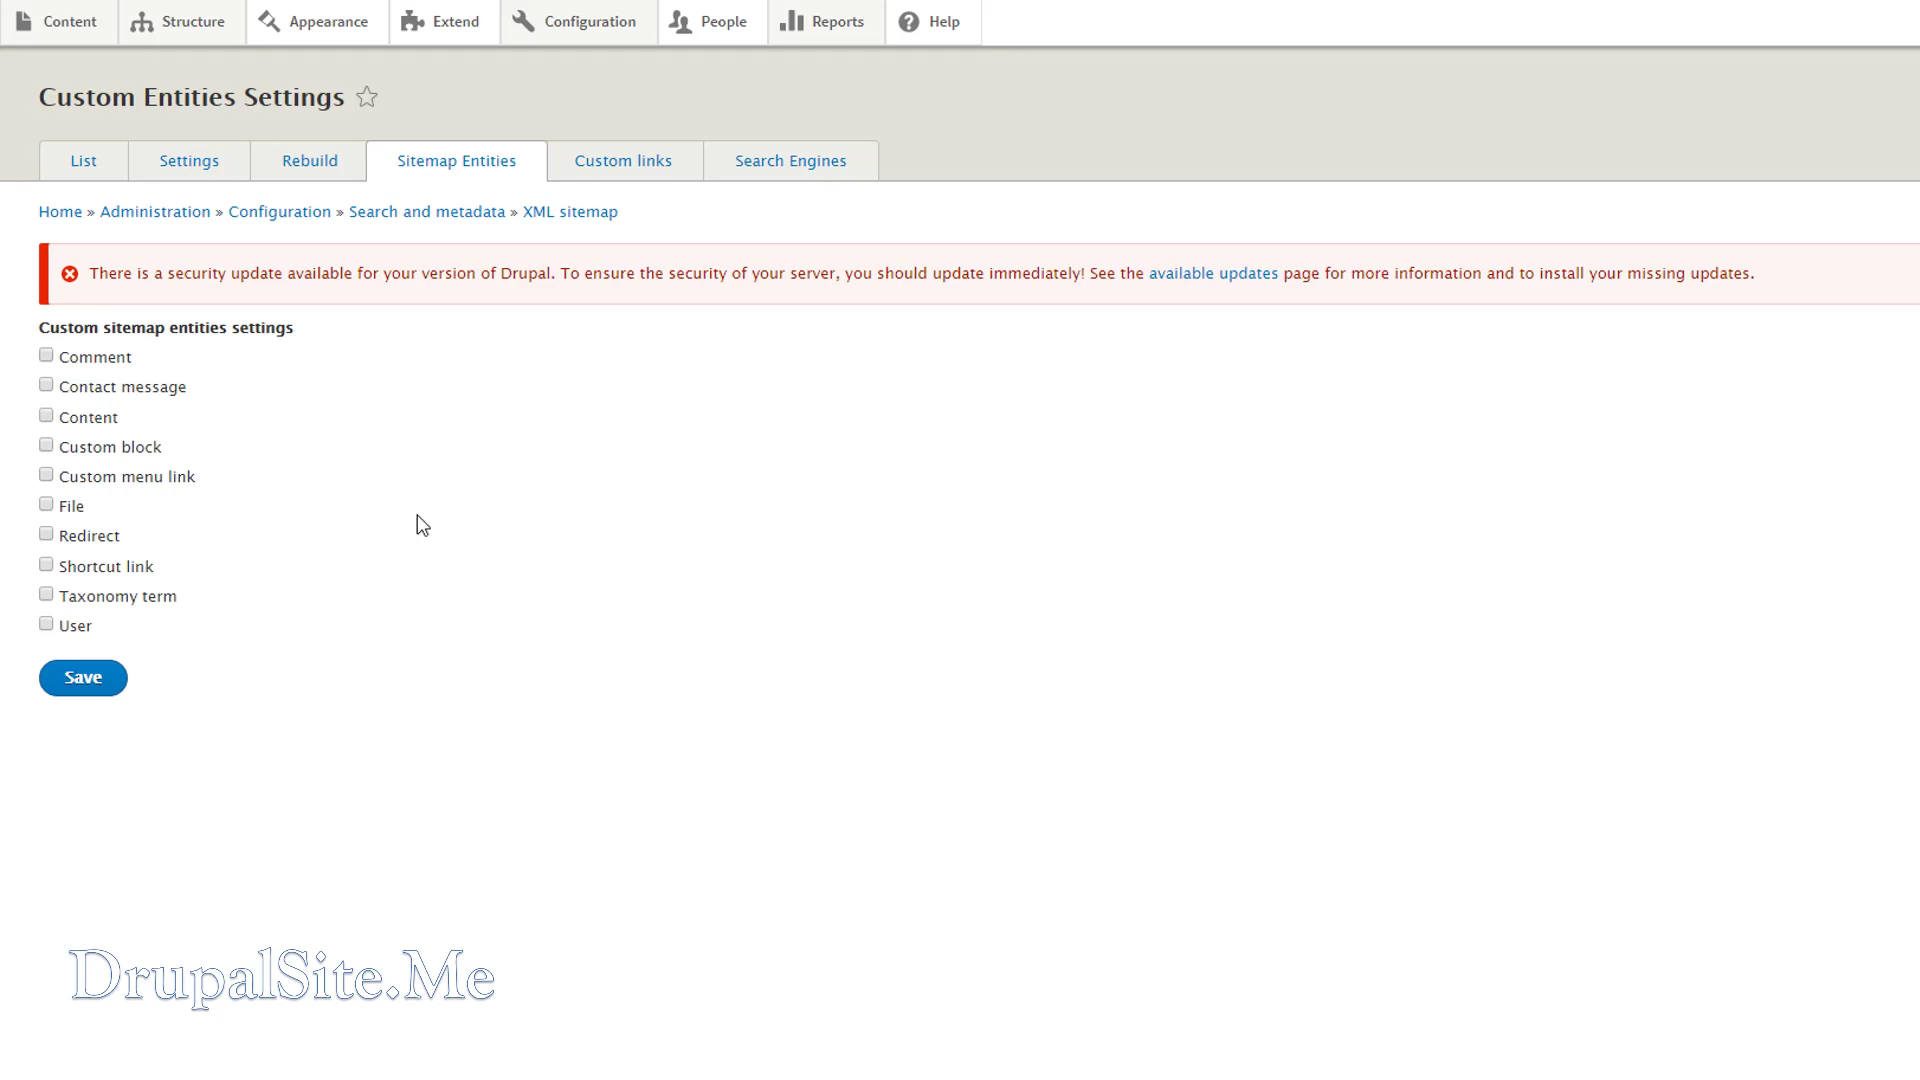 Content Structure Appearance Extend Configuration People Reports Help
Custom Entities Settings
List Settings Rebuild Sitemap Entities Custom links Search Engines
Home » Administration » Configuration » Search and metadata » XML sitemap
There is a security update available for your version of Drupal. To ensure the security of your server, you should update immediately! See the available updates page for more information and to install your missing updates.
Custom sitemap entities settings
Comment
Contact message
Content
Custom block
Custom menu link
File
Redirect
Shortcut link
Taxonomy term
User
Save
DrupalSite.Me